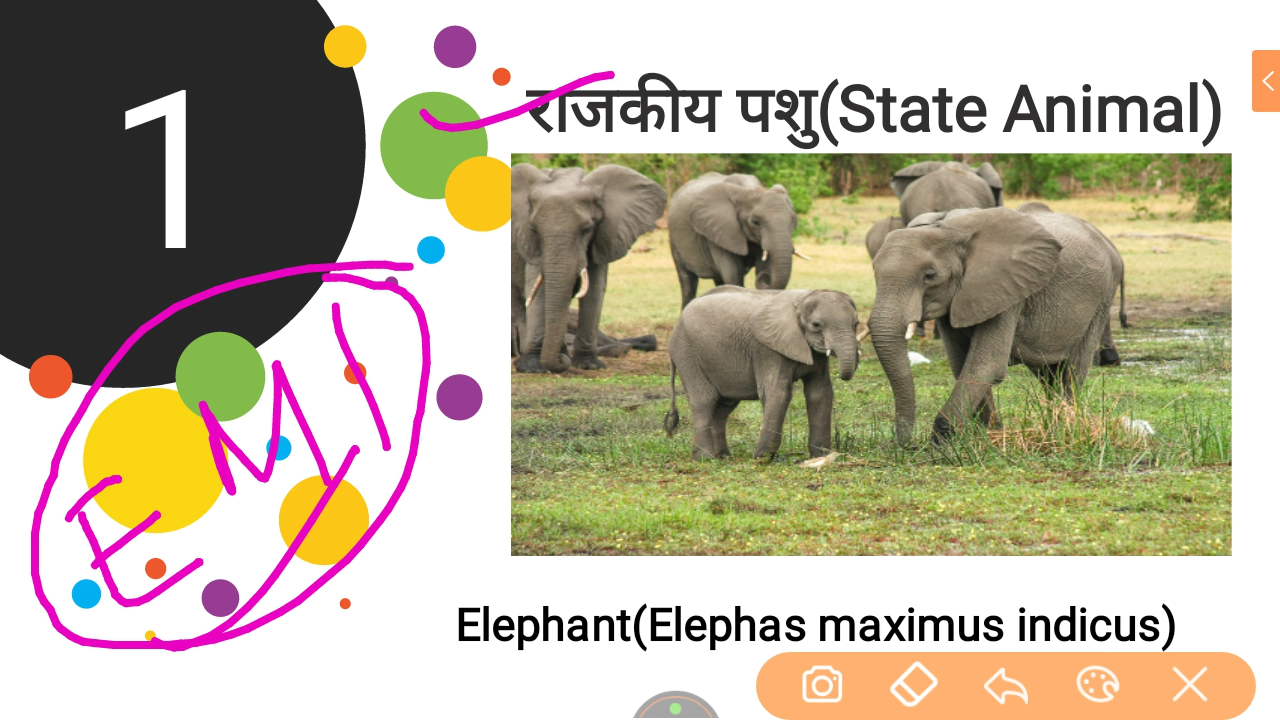 1
राजकीय पशु(State Animal)
EMI
Elephant(Elephas maximus indicus)